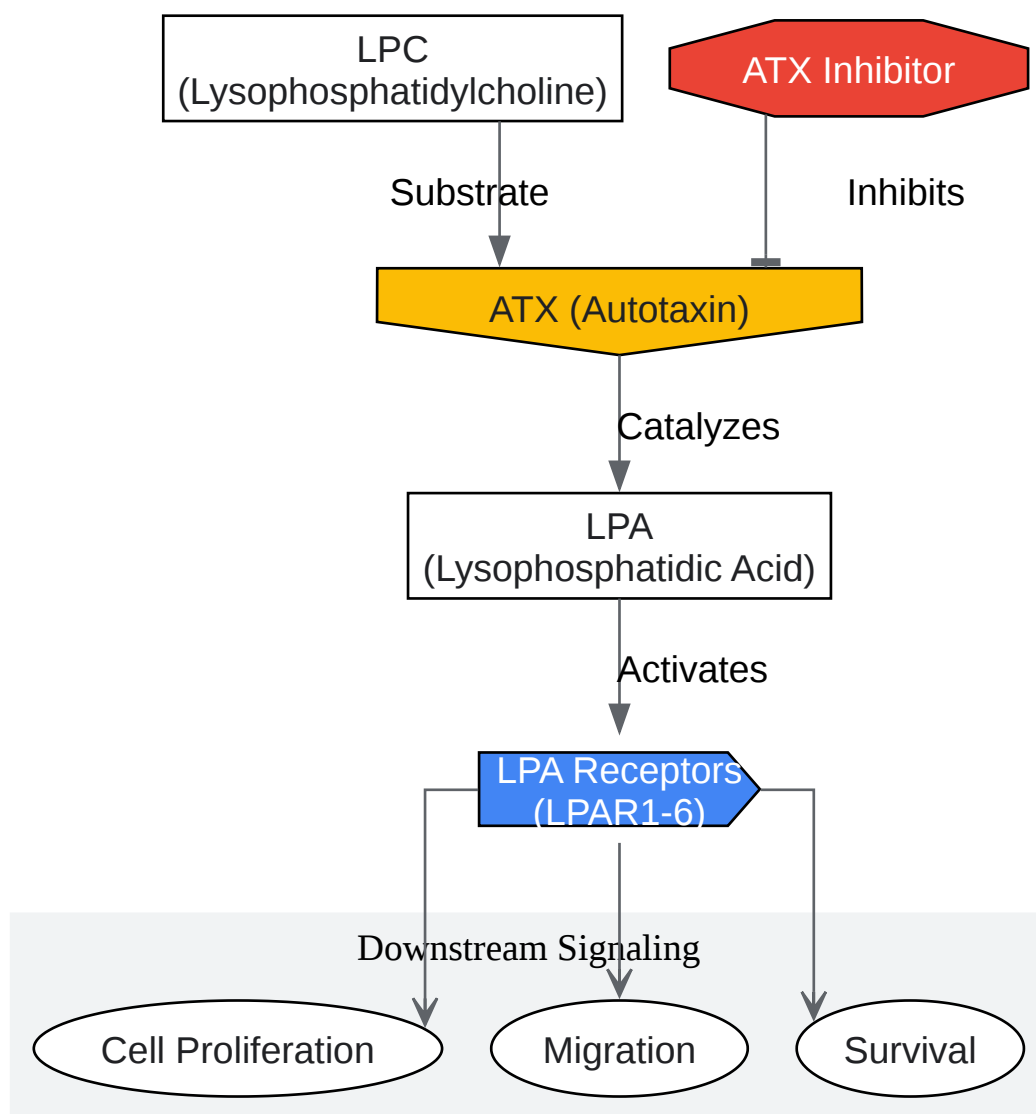 LPC
(Lysophosphatidylcholine)
ATX Inhibitor
Substrate
Inhibits
ATX (Autotaxin)
Catalyzes
LPA
(Lysophosphatidic Acid)
Activates
LPA Receptors
(LPAR1-6)
Downstream Signaling
Cell Proliferation
Migration
Survival